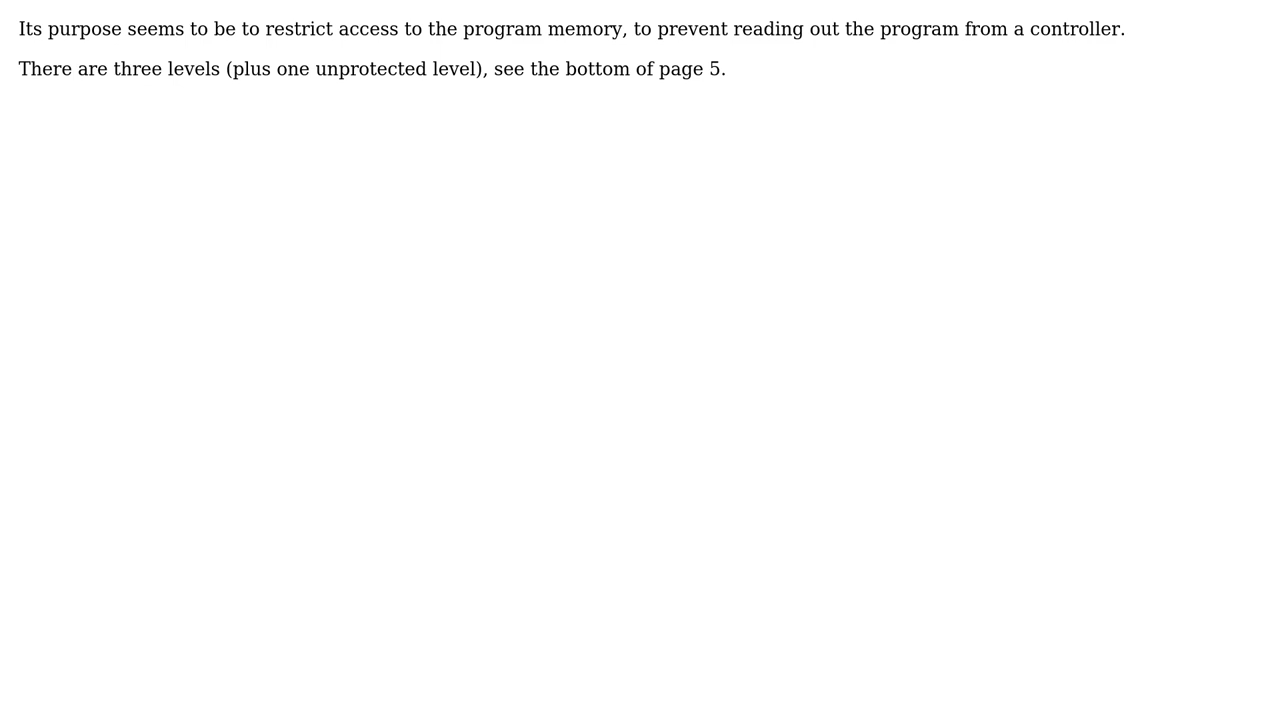 Its purpose seems to be to restrict access to the program memory, to prevent reading out the program from a controller.
There are three levels (plus one unprotected level), see the bottom of page 5.